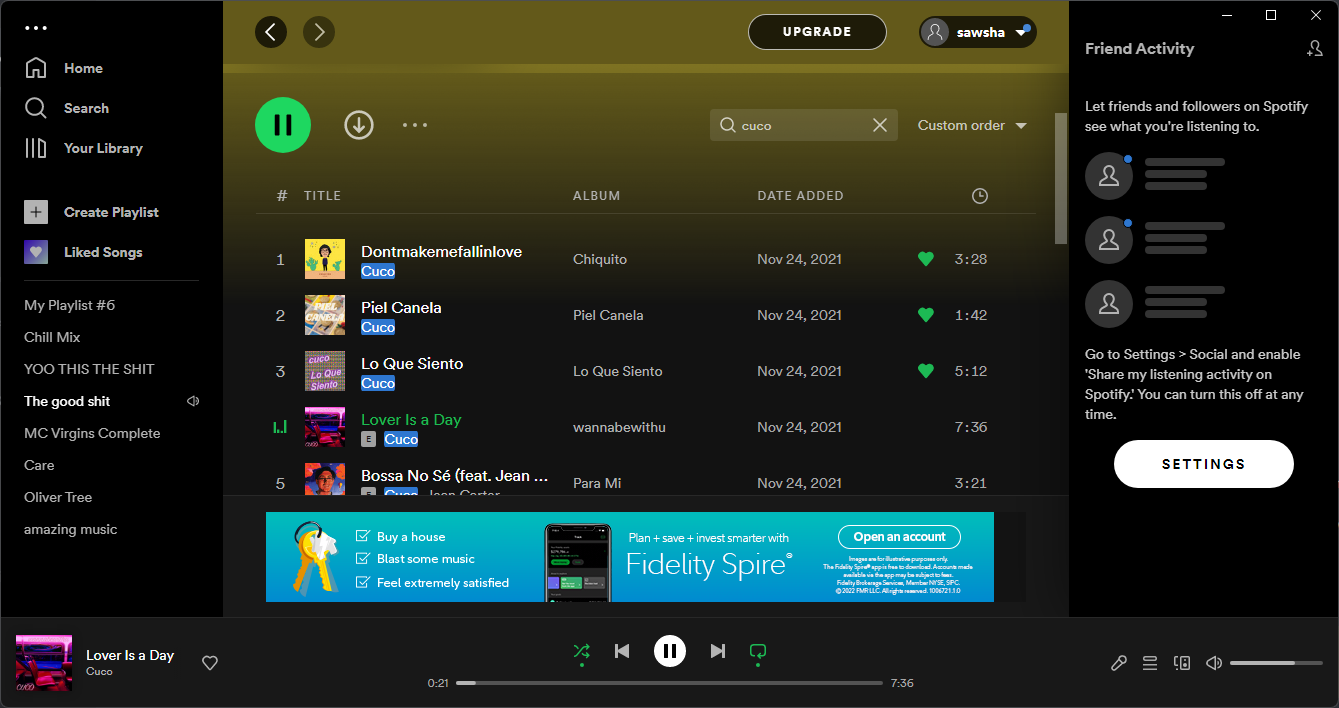 Home
Search
Your Library
Create Playlist
Liked Songs
My Playlist #6
Chill Mix
YOO THIS THE SHIT
The good shit
MC Virgins Complete
Care
Oliver Tree
amazing music
UPGRADE
sawsha
cuco
Custom order
# TITLE ALBUM DATE ADDED
1 Dontmakemefallinlove Chiquito Nov 24, 2021 3:28
Cuco
PIEL CANELA
2 Piel Canela Piel Canela Nov 24, 2021 1:42
Cuco
cuco
Lo Que
Siento
3 Lo Que Siento Lo Que Siento Nov 24, 2021 5:12
Cuco
CUCO
Lover Is a Day wannabewithu Nov 24, 2021 7:36
E Cuco
5 Bossa No Sé (feat. Jean ... Para Mi Nov 24, 2021 3:21
E Cuco, Jean Carter
Buy a house
Blast some music
Feel extremely satisfied
Plan + save + invest smarter with
Fidelity Spire®
Open an account
Images are for illustrative purposes only.
The Fidelity Spire® app is free to download. Accounts made
available via the app may be subject to fees.
Fidelity Brokerage Services, Member NYSE, SIPC.
© 2022 FMR LLC. All rights reserved. 1006721.1.0
Friend Activity
Let friends and followers on Spotify
see what you're listening to.
Go to Settings > Social and enable
'Share my listening activity on
Spotify.' You can turn this off at any
time.
SETTINGS
CUCO
Lover Is a Day
Cuco
0:21
7:36